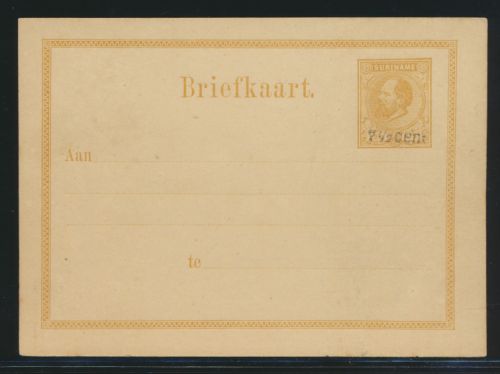 SURINAME
Briefkaart.
7½ cent
Aan
te